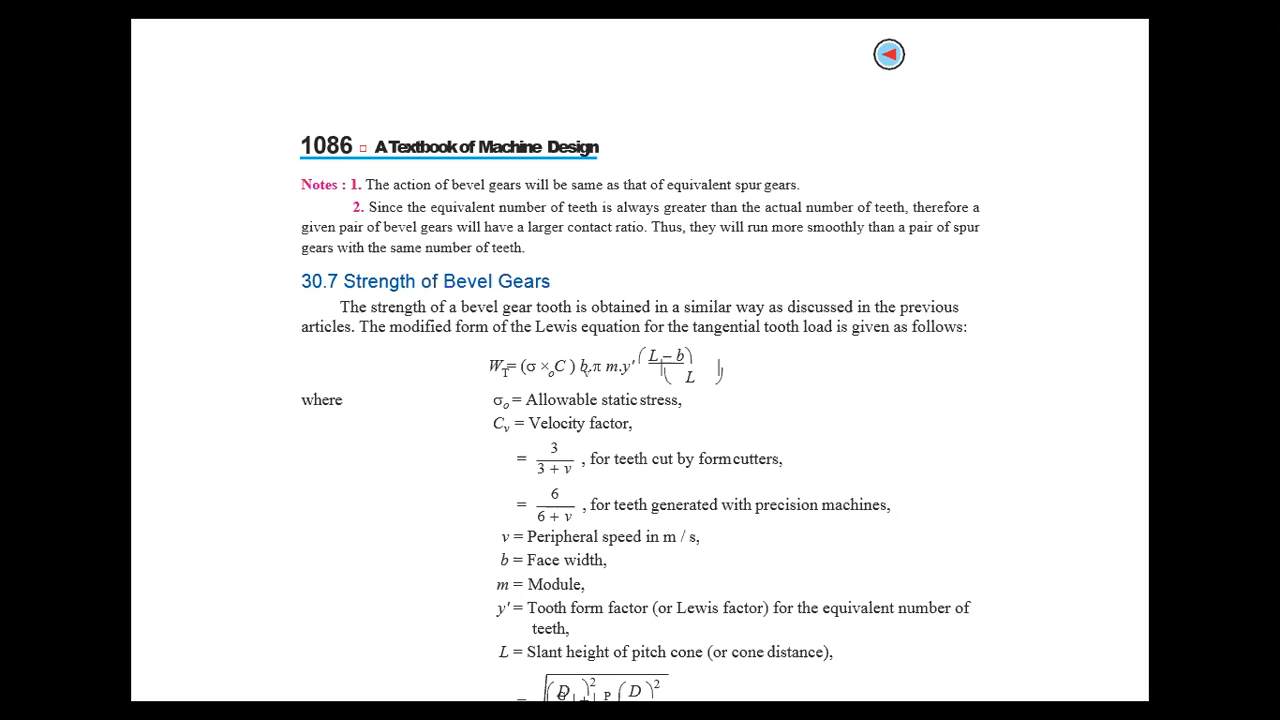 1086 □ A Textbook of Machine Design
Notes : 1. The action of bevel gears will be same as that of equivalent spur gears.
2. Since the equivalent number of teeth is always greater than the actual number of teeth, therefore a
given pair of bevel gears will have a larger contact ratio. Thus, they will run more smoothly than a pair of spur
gears with the same number of teeth.
30.7 Strength of Bevel Gears
The strength of a bevel gear tooth is obtained in a similar way as discussed in the previous
articles. The modified form of the Lewis equation for the tangential tooth load is given as follows:
W_T = (σ_o × C_v) b.π m.y' ((L – b) / L)
where σ_o = Allowable static stress,
C_v = Velocity factor,
= 3 / (3 + v) , for teeth cut by form cutters,
= 6 / (6 + v) , for teeth generated with precision machines,
v = Peripheral speed in m / s,
b = Face width,
m = Module,
y' = Tooth form factor (or Lewis factor) for the equivalent number of
teeth,
L = Slant height of pitch cone (or cone distance),